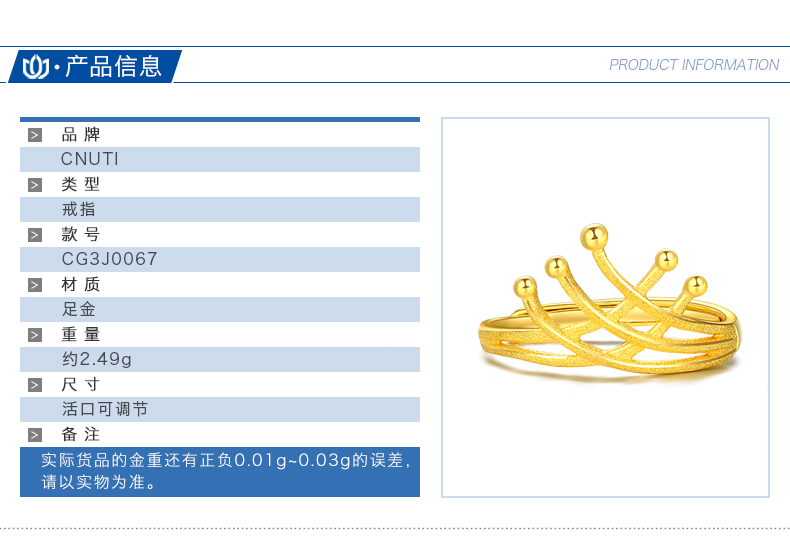 ·产品信息
PRODUCT INFORMATION
> 品牌
CNUTI
> 类型
戒指
> 款号
CG3J0067
> 材质
足金
> 重量
约2.49g
> 尺寸
活口可调节
> 备注
实际货品的金重还有正负0.01g~0.03g的误差,
请以实物为准。